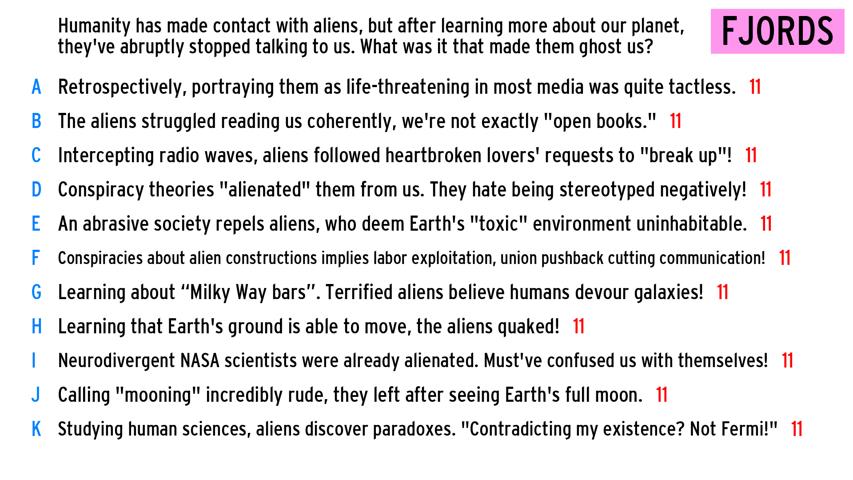 Humanity has made contact with aliens, but after learning more about our planet,
they've abruptly stopped talking to us. What was it that made them ghost us?
FJORDS
A Retrospectively, portraying them as life-threatening in most media was quite tactless. 11
B The aliens struggled reading us coherently, we're not exactly "open books." 11
C Intercepting radio waves, aliens followed heartbroken lovers' requests to "break up"! 11
D Conspiracy theories "alienated" them from us. They hate being stereotyped negatively! 11
E An abrasive society repels aliens, who deem Earth's "toxic" environment uninhabitable. 11
F Conspiracies about alien constructions implies labor exploitation, union pushback cutting communication! 11
G Learning about “Milky Way bars”. Terrified aliens believe humans devour galaxies! 11
H Learning that Earth's ground is able to move, the aliens quaked! 11
I Neurodivergent NASA scientists were already alienated. Must've confused us with themselves! 11
J Calling "mooning" incredibly rude, they left after seeing Earth's full moon. 11
K Studying human sciences, aliens discover paradoxes. "Contradicting my existence? Not Fermi!" 11